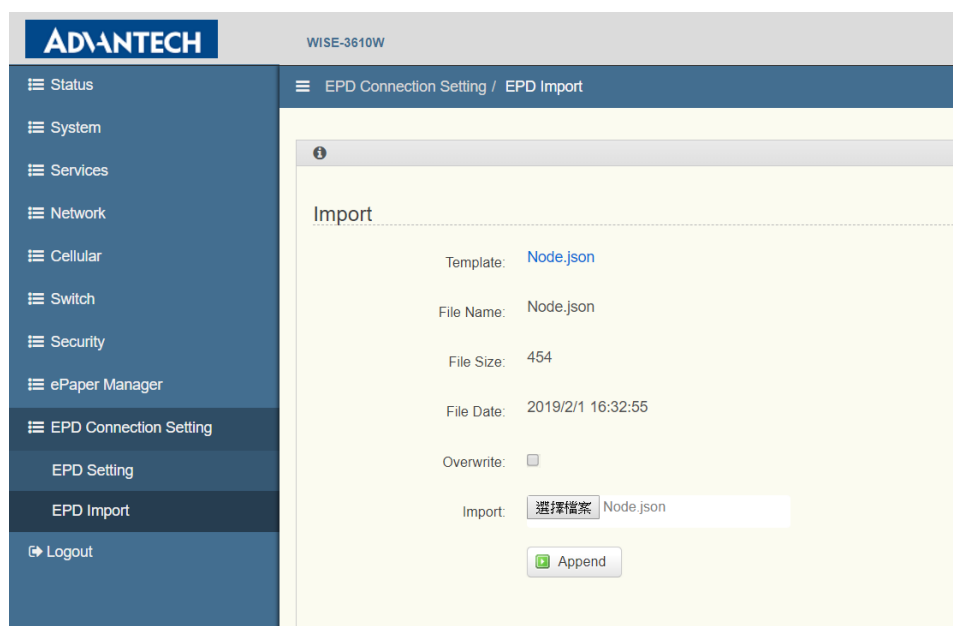 ADVANTECH
WISE-3610W
Status
System
Services
Network
Cellular
Switch
Security
ePaper Manager
EPD Connection Setting
EPD Setting
EPD Import
Logout
EPD Connection Setting / EPD Import
Import
Template: Node.json
File Name: Node.json
File Size: 454
File Date: 2019/2/1 16:32:55
Overwrite:
Import: 選擇檔案 Node.json
Append